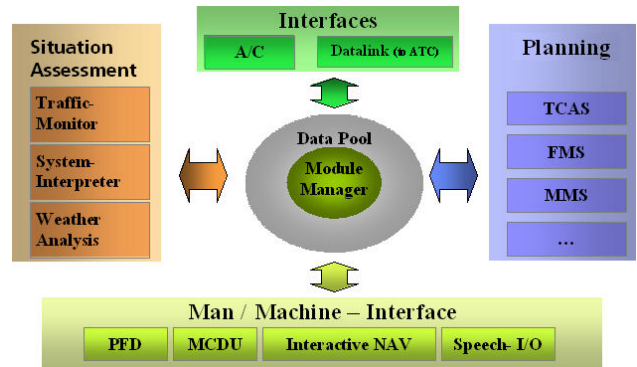 Interfaces
A/C
Datalink (to ATC)
Situation
Assessment
Traffic-
Monitor
System-
Interpreter
Weather
Analysis
Data Pool
Module
Manager
Planning
TCAS
FMS
MMS
...
Man / Machine – Interface
PFD
MCDU
Interactive NAV
Speech- I/O